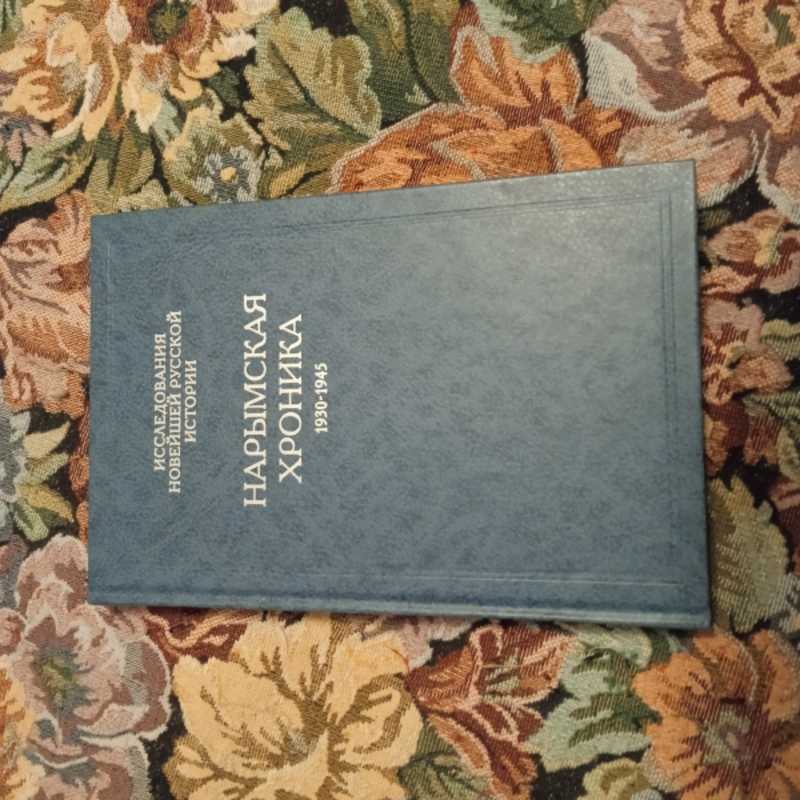 ИССЛЕДОВАНИЯ
НОВЕЙШЕЙ РУССКОЙ
ИСТОРИИ
НАРЫМСКАЯ
ХРОНИКА
1930-1945